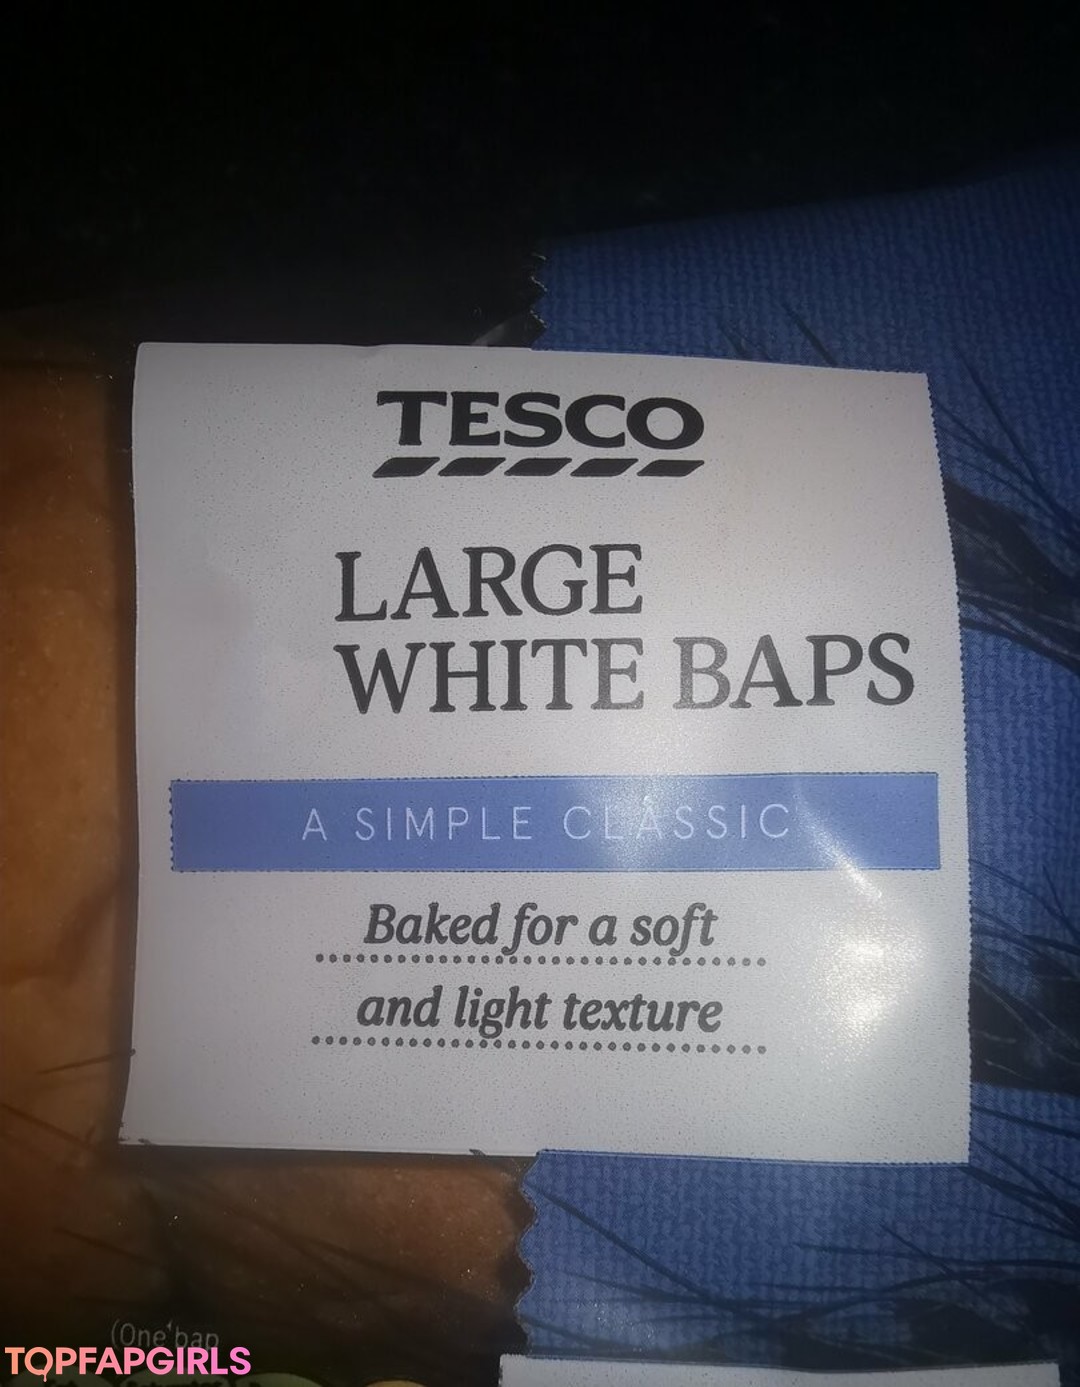 TESCO
LARGE
WHITE BAPS
A SIMPLE CLASSIC
Baked for a soft
and light texture
(One bap
TOPFAPGIRLS